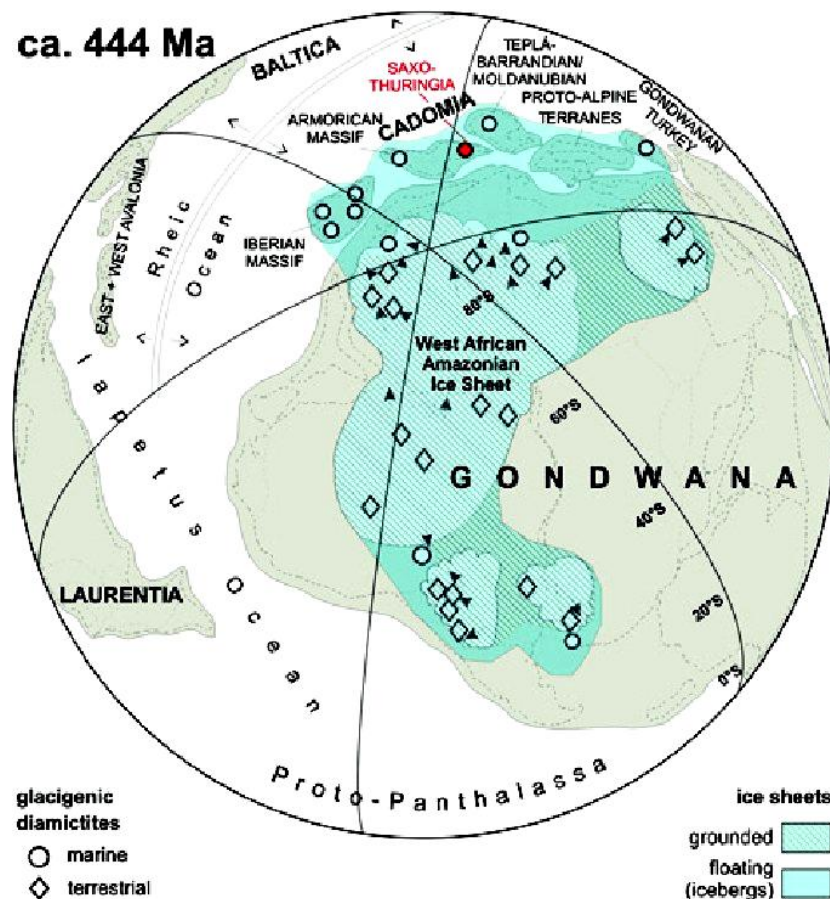 ca. 444 Ma
BALTICA
SAXO-
THURINGIA
TEPLÁ-
BARRANDIAN/
MOLDANUBIAN
PROTO-ALPINE
TERRANES
GONDWANAN
TURKEY
ARMORICAN
MASSIF
CADOMIA
EAST + WEST AVALONIA
Rheic
Ocean
IBERIAN
MASSIF
80°S
West African
Amazonian
Ice Sheet
60°S
GONDWANA
40°S
Iapetus Ocean
LAURENTIA
20°S
0°S
Proto-Panthalassa
glacigenic
diamictites
marine
terrestrial
ice sheets
grounded
floating
(icebergs)